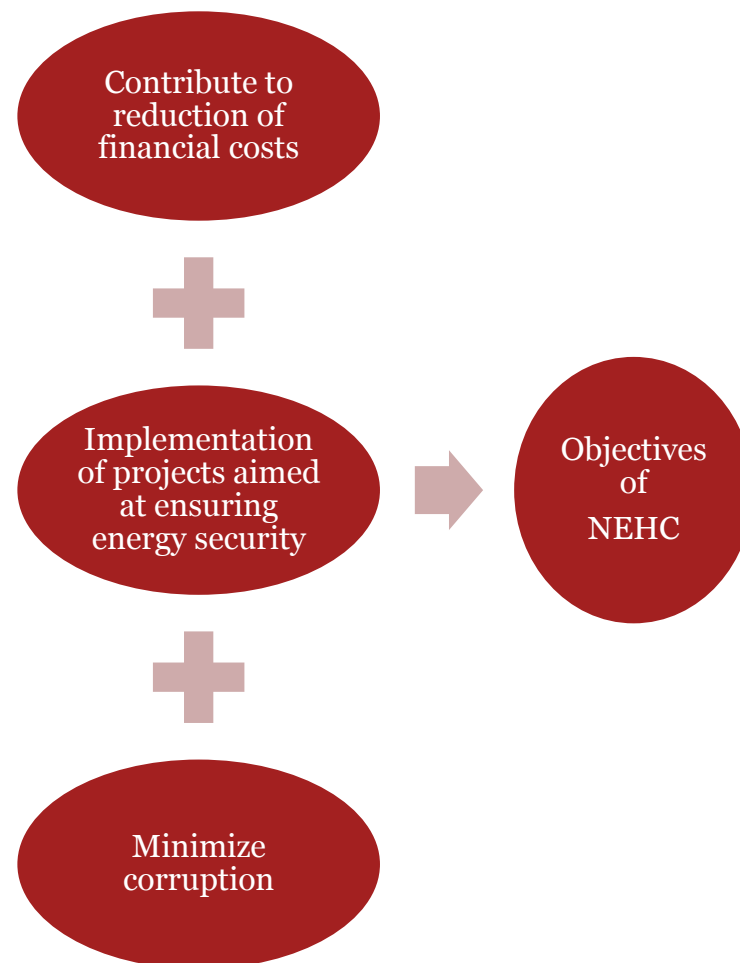 Contribute to
reduction of
financial costs
Implementation
of projects aimed
at ensuring
energy security
Objectives
of
NEHC
Minimize
corruption